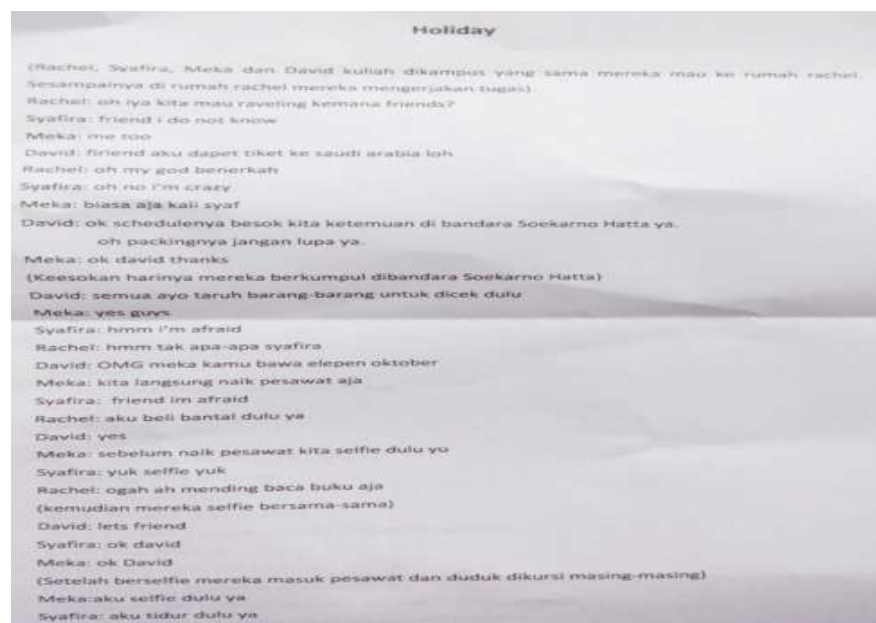 Holiday
(Rachel, Syafira, Meka dan David kuliah dikampus yang sama mereka mau ke rumah rachel.
Sesampainya di rumah rachel mereka mengerjakan tugas)
Rachel: oh iya kita mau raveling kemana friends?
Syafira: friend i do not know
Meka: me too
David: firiend aku dapet tiket ke saudi arabia loh
Rachel: oh my god benerkah
Syafira: oh no i'm crazy
Meka: biasa aja kali syaf
David: ok schedulenya besok kita ketemuan di bandara Soekarno Hatta ya.
oh packingnya jangan lupa ya.
Meka: ok david thanks
(Keesokan harinya mereka berkumpul dibandara Soekarno Hatta)
David: semua ayo taruh barang-barang untuk dicek dulu
Meka: yes guys
Syafira: hmm i'm afraid
Rachel: hmm tak apa-apa syafira
David: OMG meka kamu bawa elepen oktober
Meka: kita langsung naik pesawat aja
Syafira: friend im afraid
Rachel: aku beli bantal dulu ya
David: yes
Meka: sebelum naik pesawat kita selfie dulu yu
Syafira: yuk selfie yuk
Rachel: ogah ah mending baca buku aja
(kemudian mereka selfie bersama-sama)
David: lets friend
Syafira: ok david
Meka: ok David
(Setelah berselfie mereka masuk pesawat dan duduk dikursi masing-masing)
Meka:aku selfie dulu ya
Syafira: aku tidur dulu ya